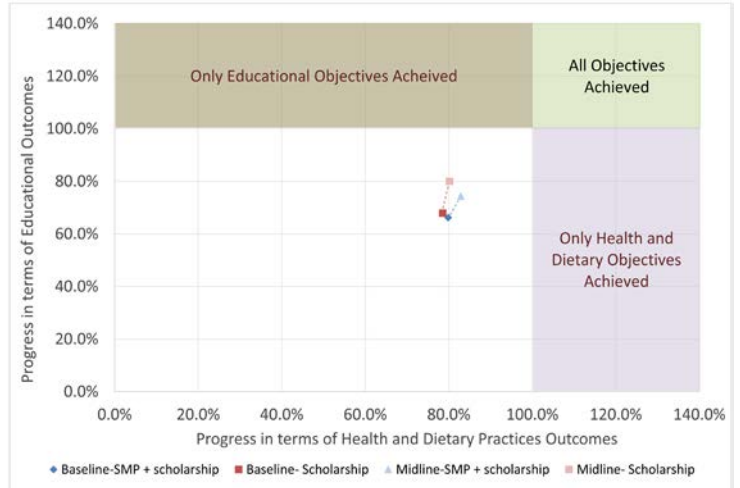 140.0%
120.0%
100.0%
80.0%
60.0%
40.0%
20.0%
0.0%
Progress in terms of Educational Outcomes
Only Educational Objectives Acheived
All Objectives
Achieved
Only Health and
Dietary Objectives
Achieved
0.0% 20.0% 40.0% 60.0% 80.0% 100.0% 120.0% 140.0%
Progress in terms of Health and Dietary Practices Outcomes
Baseline-SMP + scholarship Baseline- Scholarship Midline-SMP + scholarship Midline- Scholarship